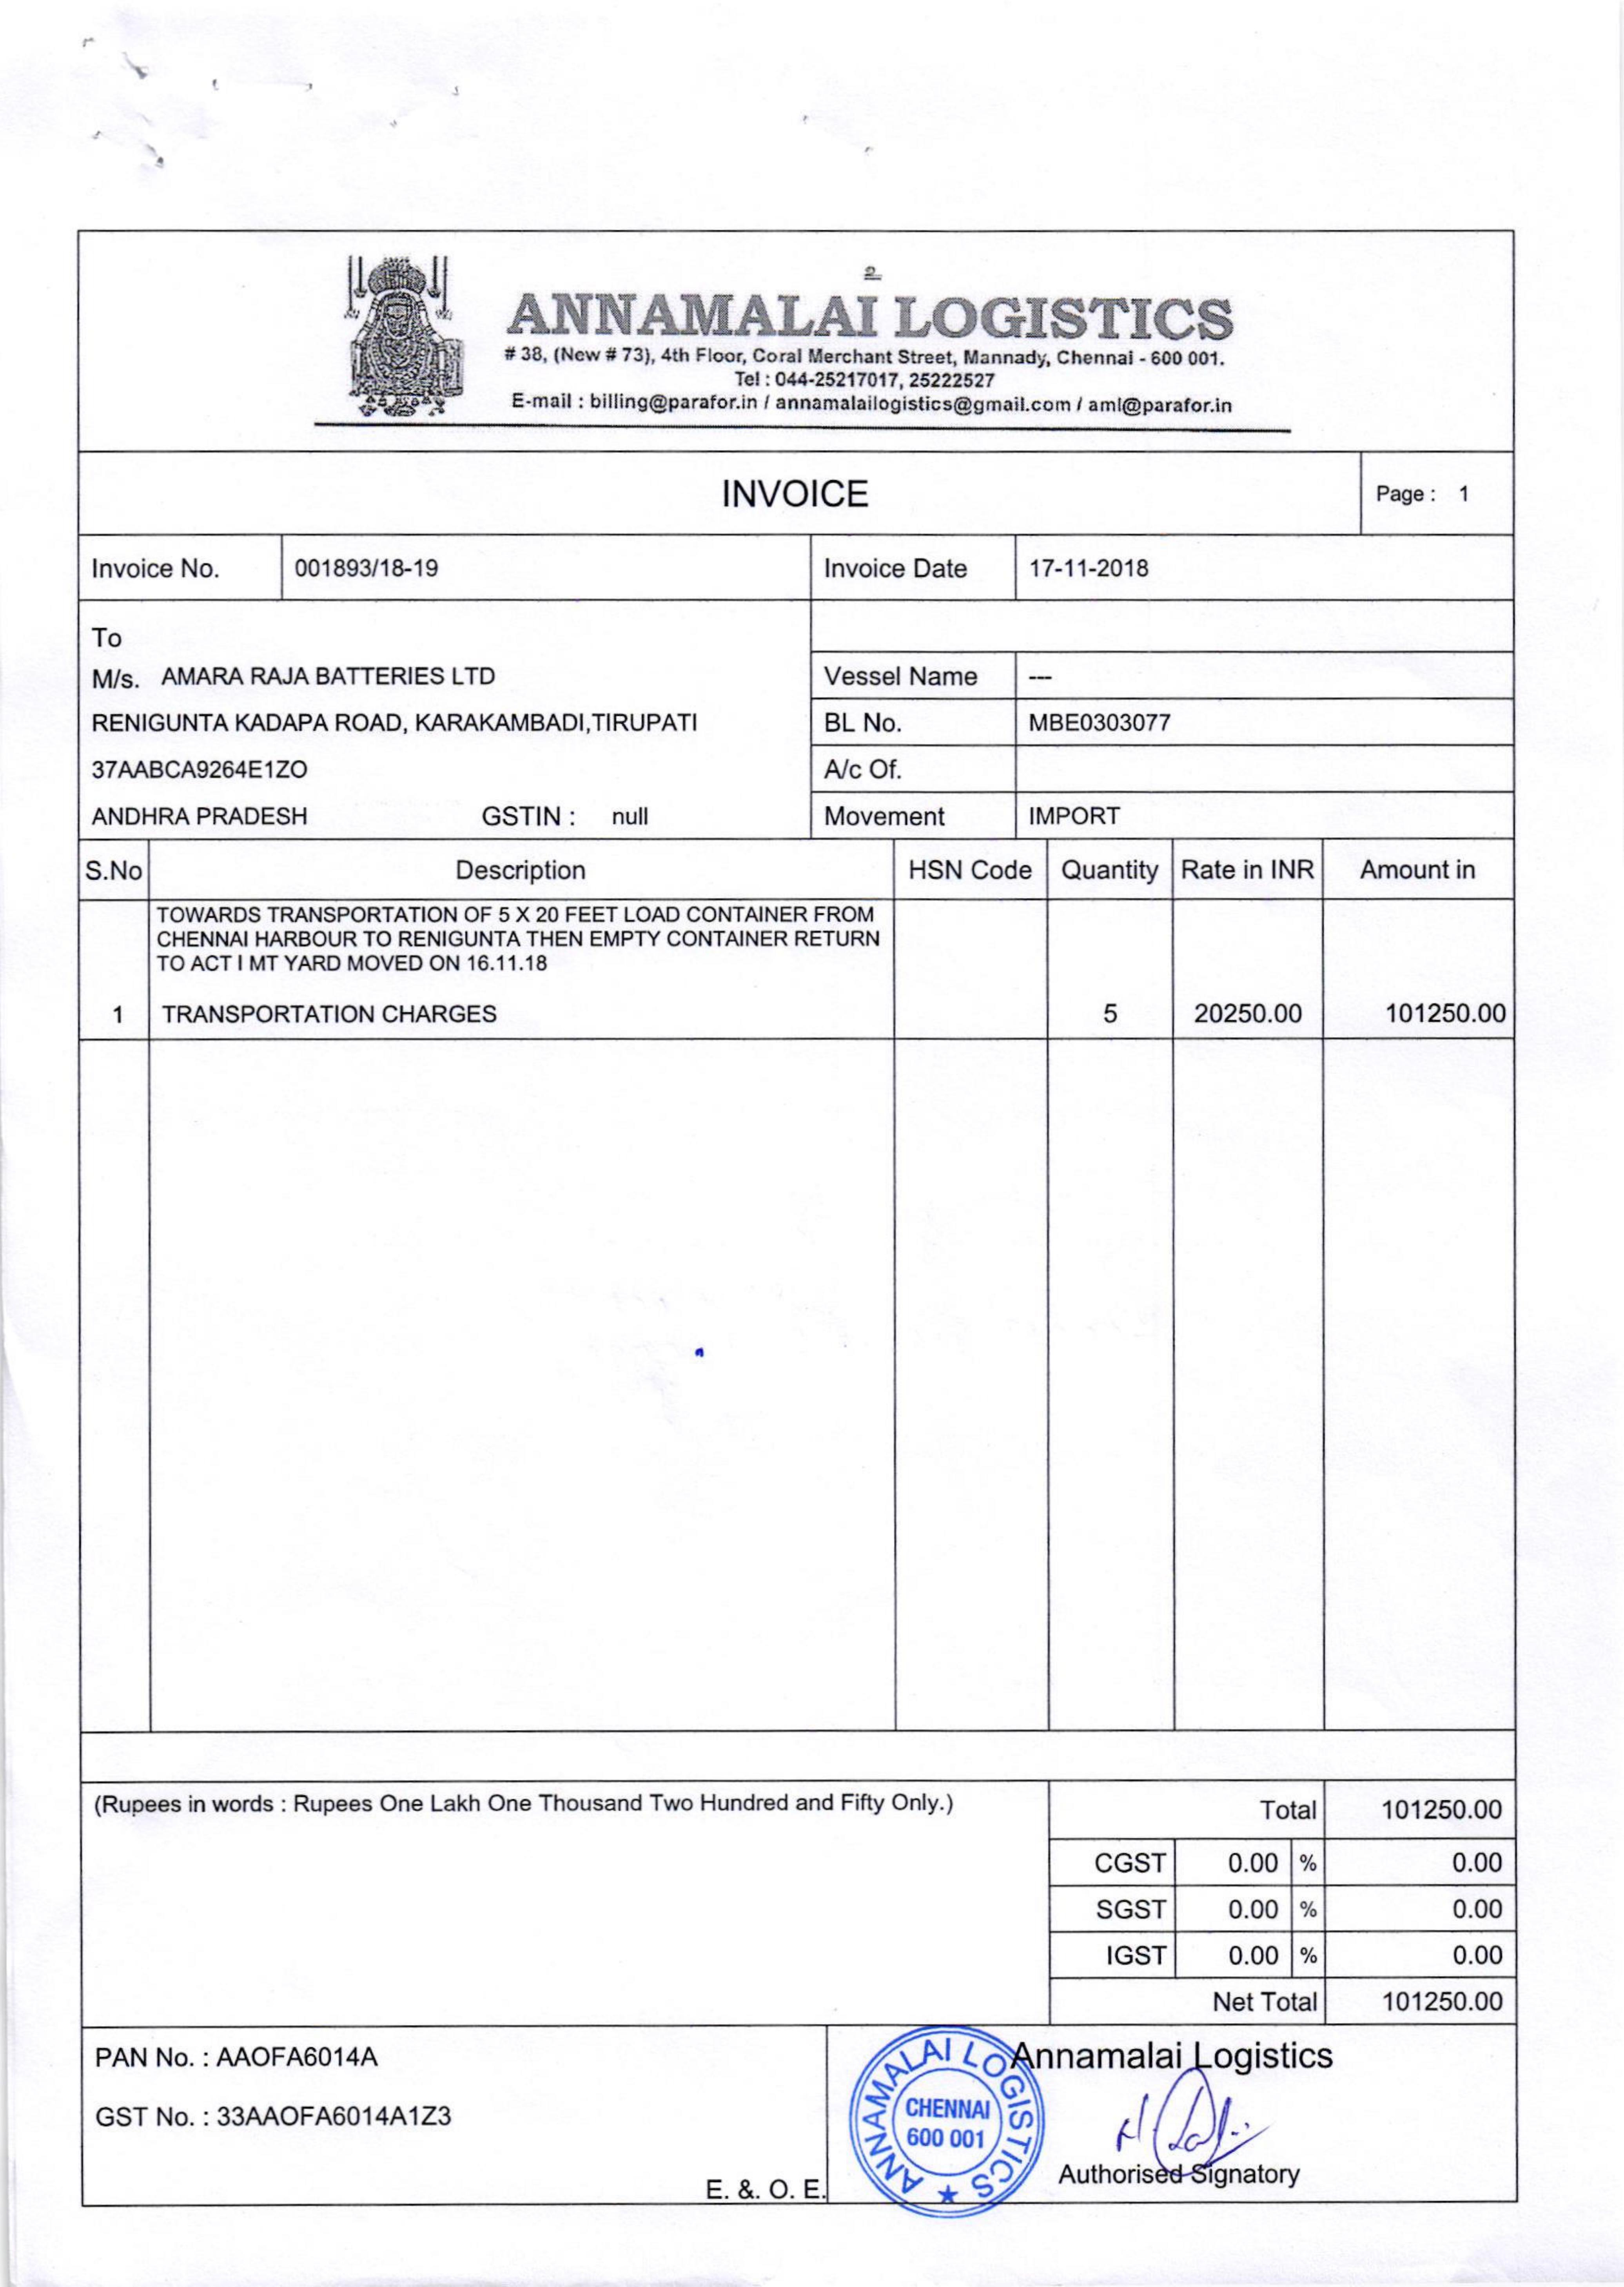 உ
ANNAMALAI LOGISTICS
# 38, (New # 73), 4th Floor, Coral Merchant Street, Mannady, Chennai - 600 001.
Tel : 044-25217017, 25222527
E-mail : billing@parafor.in / annamalailogistics@gmail.com / aml@parafor.in
INVOICE Page : 1
Invoice No. 001893/18-19 Invoice Date 17-11-2018
To
M/s. AMARA RAJA BATTERIES LTD Vessel Name ---
RENIGUNTA KADAPA ROAD, KARAKAMBADI,TIRUPATI BL No. MBE0303077
37AABCA9264E1ZO A/c Of.
ANDHRA PRADESH GSTIN : null Movement IMPORT
S.No Description HSN Code Quantity Rate in INR Amount in
TOWARDS TRANSPORTATION OF 5 X 20 FEET LOAD CONTAINER FROM
CHENNAI HARBOUR TO RENIGUNTA THEN EMPTY CONTAINER RETURN
TO ACT I MT YARD MOVED ON 16.11.18
1 TRANSPORTATION CHARGES 5 20250.00 101250.00
(Rupees in words : Rupees One Lakh One Thousand Two Hundred and Fifty Only.) Total 101250.00
CGST 0.00 % 0.00
SGST 0.00 % 0.00
IGST 0.00 % 0.00
Net Total 101250.00
PAN No. : AAOFA6014A Annamalai Logistics
GST No. : 33AAOFA6014A1Z3
ANNAMALAI LOGISTICS
CHENNAI
600 001
Authorised Signatory
E. &. O. E.